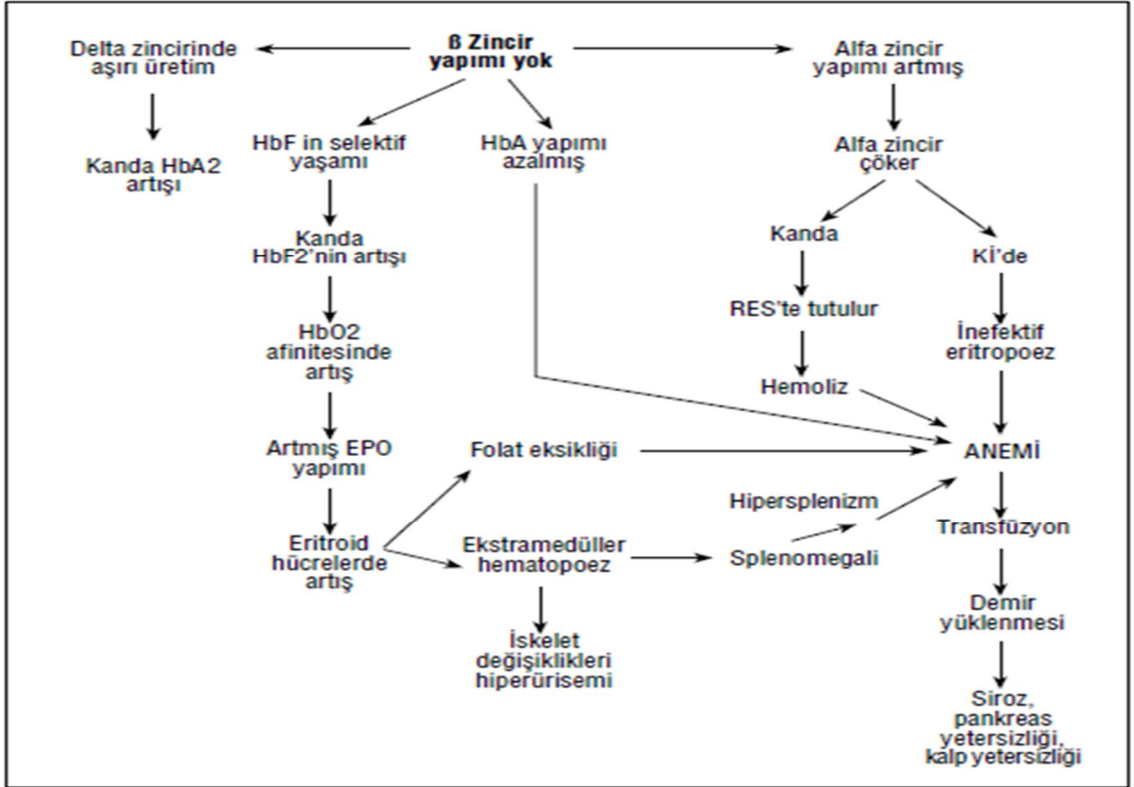 Delta zincirinde
aşırı üretim
ß Zincir
yapımı yok
Alfa zincir
yapımı artmış
Kanda HbA2
artışı
HbF in selektif
yaşamı
HbA yapımı
azalmış
Alfa zincir
çöker
Kanda
HbF2'nin artışı
Kanda
Kİ'de
HbO2
afinitesinde
artış
RES'te tutulur
İnefektif
eritropoez
Hemoliz
Artmış EPO
yapımı
Folat eksikliği
ANEMİ
Hipersplenizm
Eritroid
hücrelerde
artış
Ekstramedüller
hematopoez
Splenomegali
Transfüzyon
İskelet
değişiklikleri
hiperürisemi
Demir
yüklenmesi
Siroz,
pankreas
yetersizliği,
kalp yetersizliği